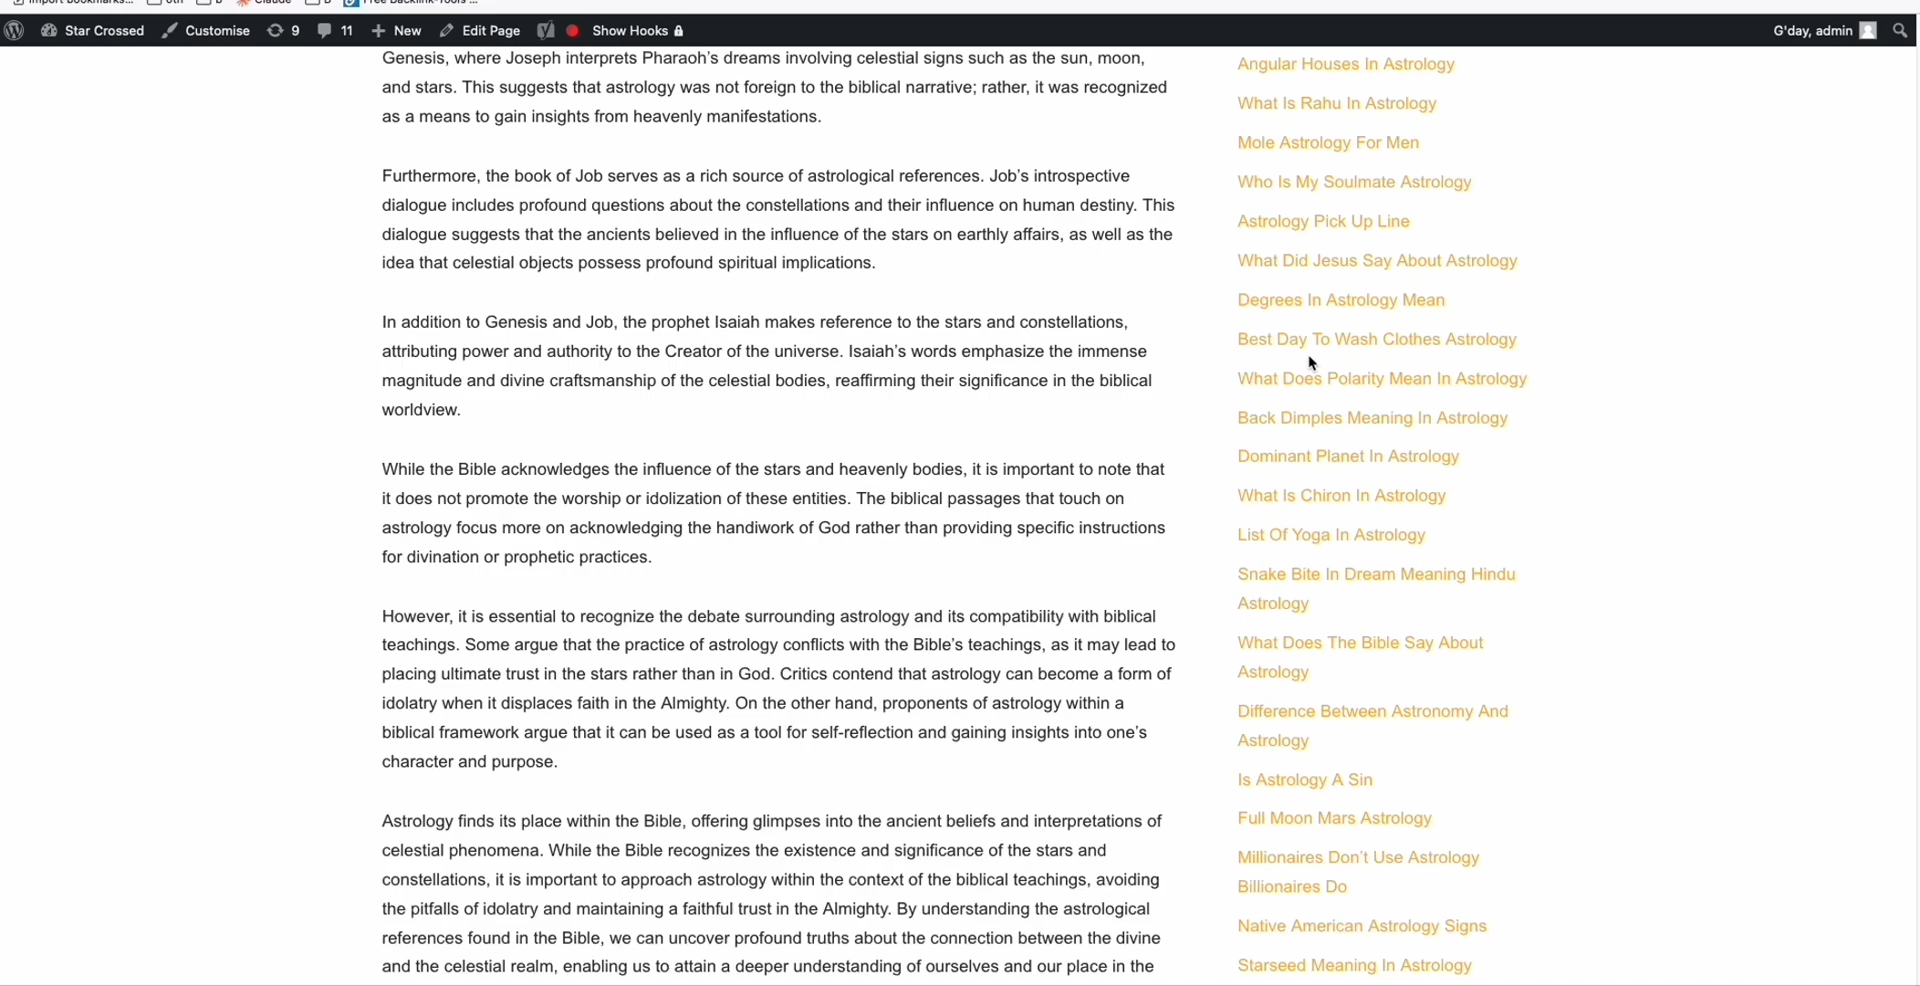 Import Bookmarks...
Claude
Free Backlink Tools ...
Star Crossed
Customise
9
11
New
Edit Page
Show Hooks
G'day, admin
Genesis, where Joseph interprets Pharaoh's dreams involving celestial signs such as the sun, moon,
and stars. This suggests that astrology was not foreign to the biblical narrative; rather, it was recognized
as a means to gain insights from heavenly manifestations.
Furthermore, the book of Job serves as a rich source of astrological references. Job's introspective
dialogue includes profound questions about the constellations and their influence on human destiny. This
dialogue suggests that the ancients believed in the influence of the stars on earthly affairs, as well as the
idea that celestial objects possess profound spiritual implications.
In addition to Genesis and Job, the prophet Isaiah makes reference to the stars and constellations,
attributing power and authority to the Creator of the universe. Isaiah's words emphasize the immense
magnitude and divine craftsmanship of the celestial bodies, reaffirming their significance in the biblical
worldview.
While the Bible acknowledges the influence of the stars and heavenly bodies, it is important to note that
it does not promote the worship or idolization of these entities. The biblical passages that touch on
astrology focus more on acknowledging the handiwork of God rather than providing specific instructions
for divination or prophetic practices.
However, it is essential to recognize the debate surrounding astrology and its compatibility with biblical
teachings. Some argue that the practice of astrology conflicts with the Bible's teachings, as it may lead to
placing ultimate trust in the stars rather than in God. Critics contend that astrology can become a form of
idolatry when it displaces faith in the Almighty. On the other hand, proponents of astrology within a
biblical framework argue that it can be used as a tool for self-reflection and gaining insights into one's
character and purpose.
Astrology finds its place within the Bible, offering glimpses into the ancient beliefs and interpretations of
celestial phenomena. While the Bible recognizes the existence and significance of the stars and
constellations, it is important to approach astrology within the context of the biblical teachings, avoiding
the pitfalls of idolatry and maintaining a faithful trust in the Almighty. By understanding the astrological
references found in the Bible, we can uncover profound truths about the connection between the divine
and the celestial realm, enabling us to attain a deeper understanding of ourselves and our place in the
Angular Houses In Astrology
What Is Rahu In Astrology
Mole Astrology For Men
Who Is My Soulmate Astrology
Astrology Pick Up Line
What Did Jesus Say About Astrology
Degrees In Astrology Mean
Best Day To Wash Clothes Astrology
What Does Polarity Mean In Astrology
Back Dimples Meaning In Astrology
Dominant Planet In Astrology
What Is Chiron In Astrology
List Of Yoga In Astrology
Snake Bite In Dream Meaning Hindu
Astrology
What Does The Bible Say About
Astrology
Difference Between Astronomy And
Astrology
Is Astrology A Sin
Full Moon Mars Astrology
Millionaires Don't Use Astrology
Billionaires Do
Native American Astrology Signs
Starseed Meaning In Astrology